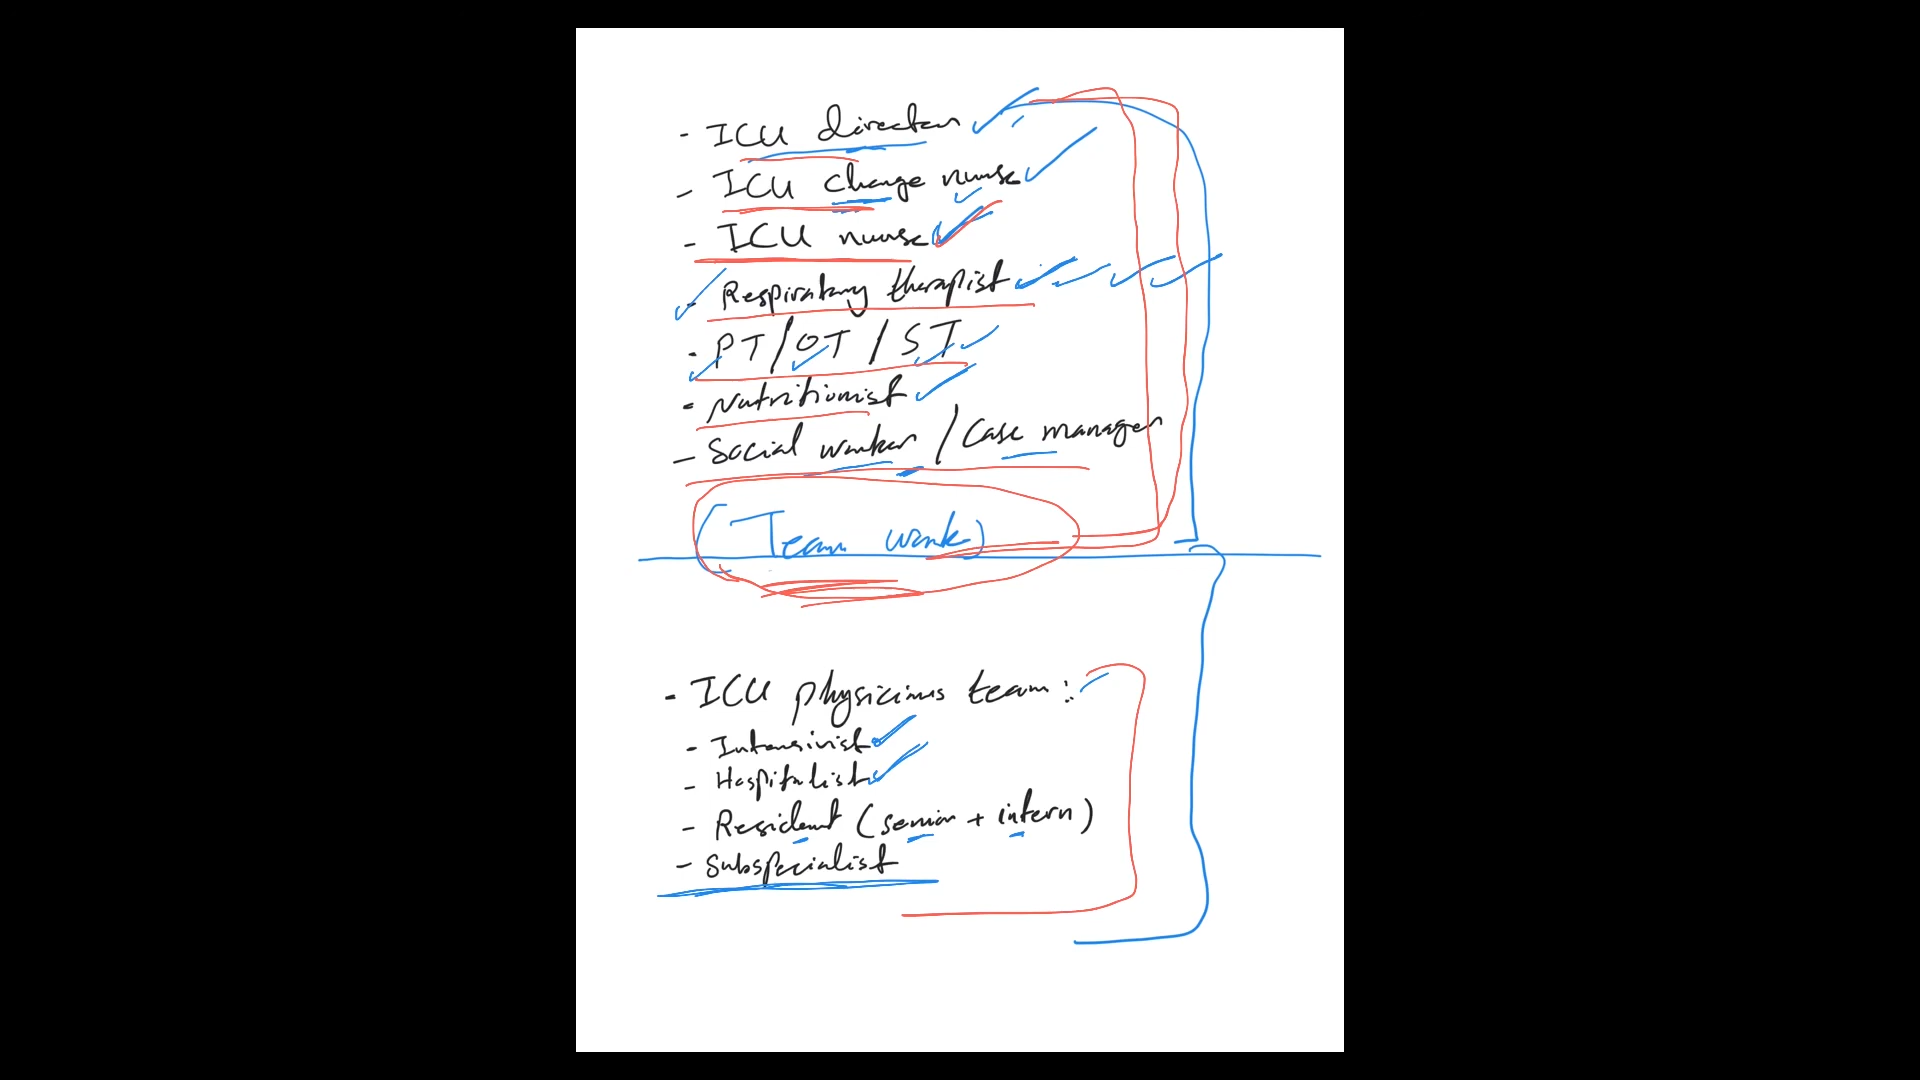 - ICU director
- ICU charge nurse
- ICU nurse
- Respiratory therapist
- PT/OT/ST
- Nutritionist
- Social worker / Case manager
(Team work)
- ICU physicians team:
- Intensivist
- Hospitalist
- Resident (senior + intern)
- Subspecialist